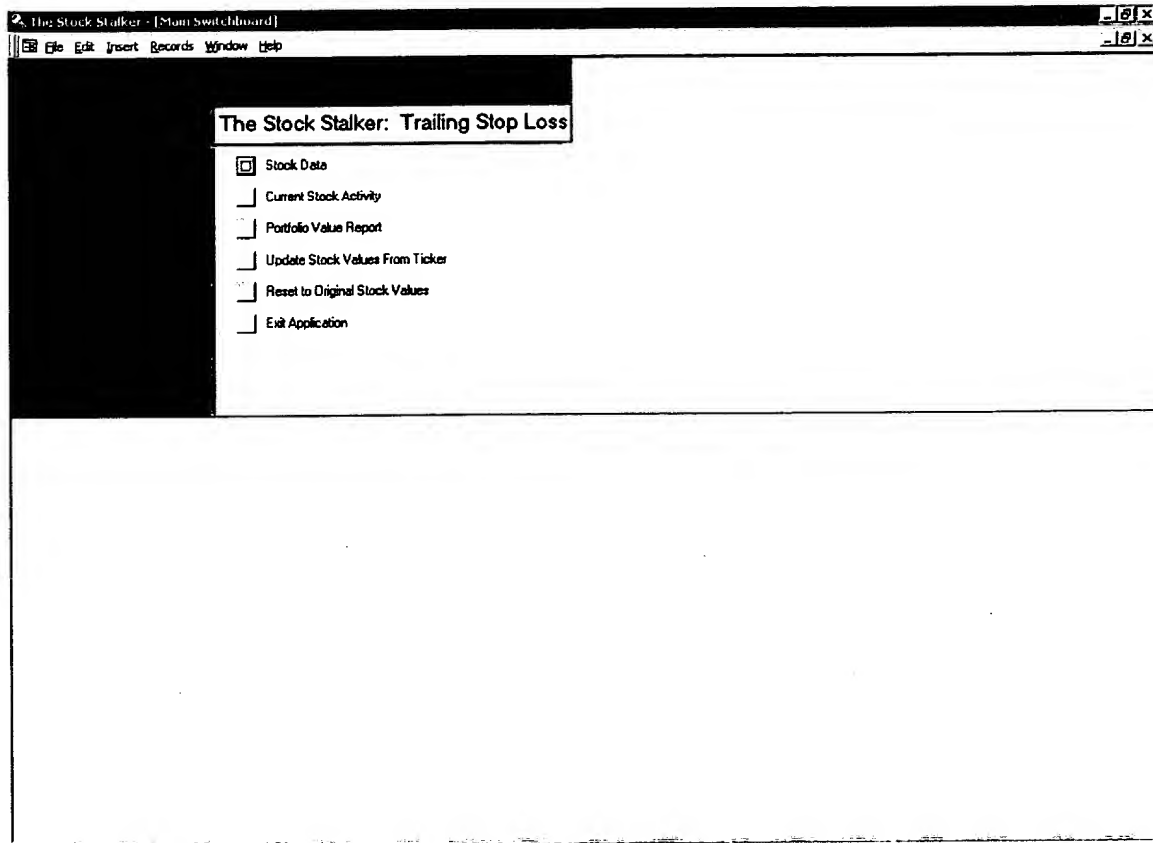 The Stock Stalker - [Main Switchboard]
File Edit Insert Records Window Help
The Stock Stalker: Trailing Stop Loss
Stock Data
Current Stock Activity
Portfolio Value Report
Update Stock Values From Ticker
Reset to Original Stock Values
Exit Application